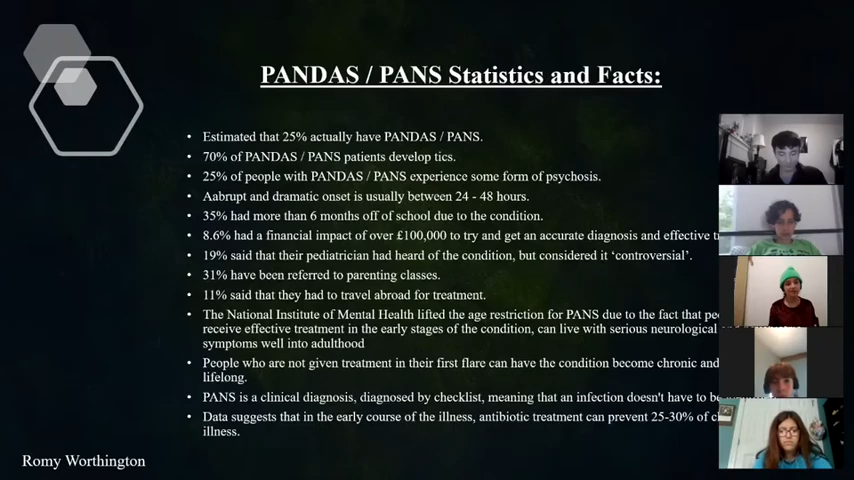 PANDAS / PANS Statistics and Facts:
• Estimated that 25% actually have PANDAS / PANS.
• 70% of PANDAS / PANS patients develop tics.
• 25% of people with PANDAS / PANS experience some form of psychosis.
• Aabrupt and dramatic onset is usually between 24 - 48 hours.
• 35% had more than 6 months off of school due to the condition.
• 8.6% had a financial impact of over £100,000 to try and get an accurate diagnosis and effective
• 19% said that their pediatrician had heard of the condition, but considered it ‘controversial’.
• 31% have been referred to parenting classes.
• 11% said that they had to travel abroad for treatment.
• The National Institute of Mental Health lifted the age restriction for PANS due to the fact that
receive effective treatment in the early stages of the condition, can live with serious neurological
symptoms well into adulthood
• People who are not given treatment in their first flare can have the condition become chronic and
lifelong.
• PANS is a clinical diagnosis, diagnosed by checklist, meaning that an infection doesn't have to be
• Data suggests that in the early course of the illness, antibiotic treatment can prevent 25-30% of
illness.
Romy Worthington